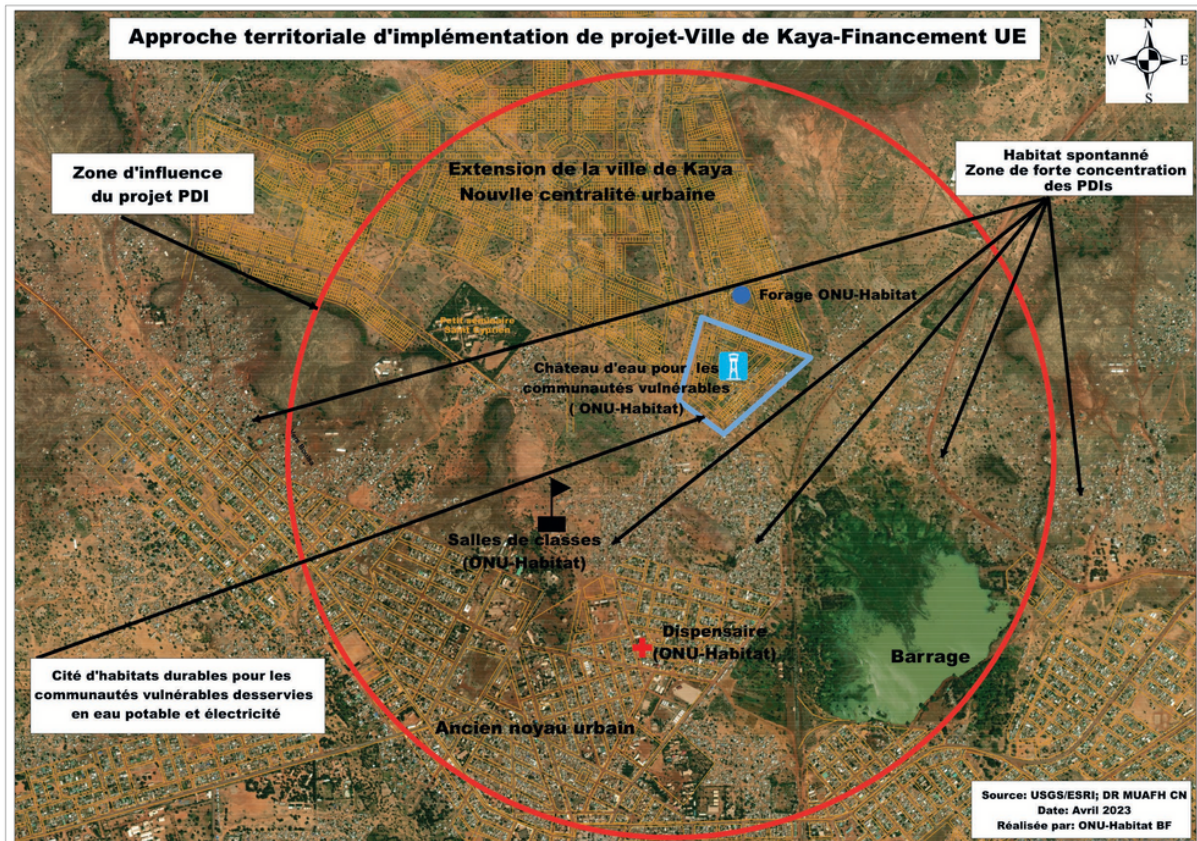 Approche territoriale d'implémentation de projet-Ville de Kaya-Financement UE
N
W
E
S
Zone d'influence
du projet PDI
Extension de la ville de Kaya
Nouvlle centralité urbaine
Habitat spontanné
Zone de forte concentration
des PDIs
Forage ONU-Habitat
Petit séminaire
Saint Cyprien
Château d'eau pour les
communautés vulnérables
( ONU-Habitat)
Salles de classes
(ONU-Habitat)
Dispensaire
(ONU-Habitat)
Barrage
Cité d'habitats durables pour les
communautés vulnérables desservies
en eau potable et électricité
Ancien noyau urbain
Source: USGS/ESRI; DR MUAFH CN
Date: Avril 2023
Réalisée par: ONU-Habitat BF